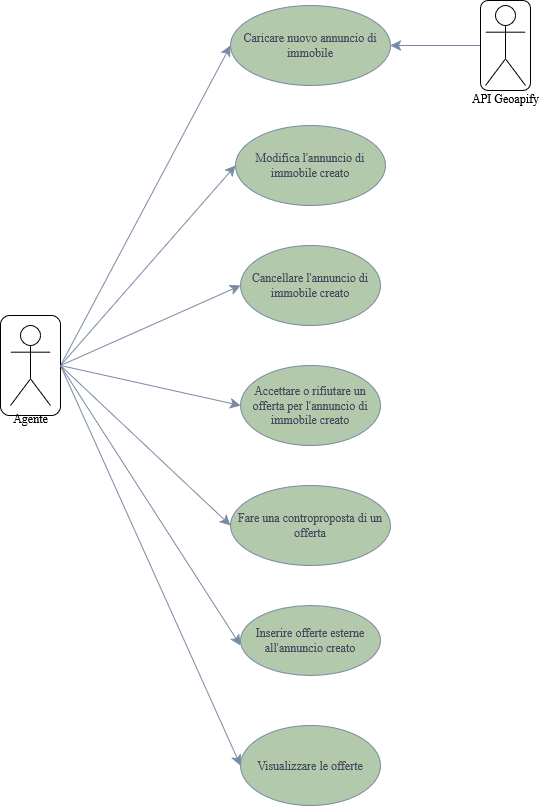 Caricare nuovo annuncio di
immobile
API Geoapify
Modifica l'annuncio di
immobile creato
Cancellare l'annuncio di
immobile creato
Accettare o rifiutare un
offerta per l'annuncio di
immobile creato
Agente
Fare una controproposta di un
offerta
Inserire offerte esterne
all'annuncio creato
Visualizzare le offerte